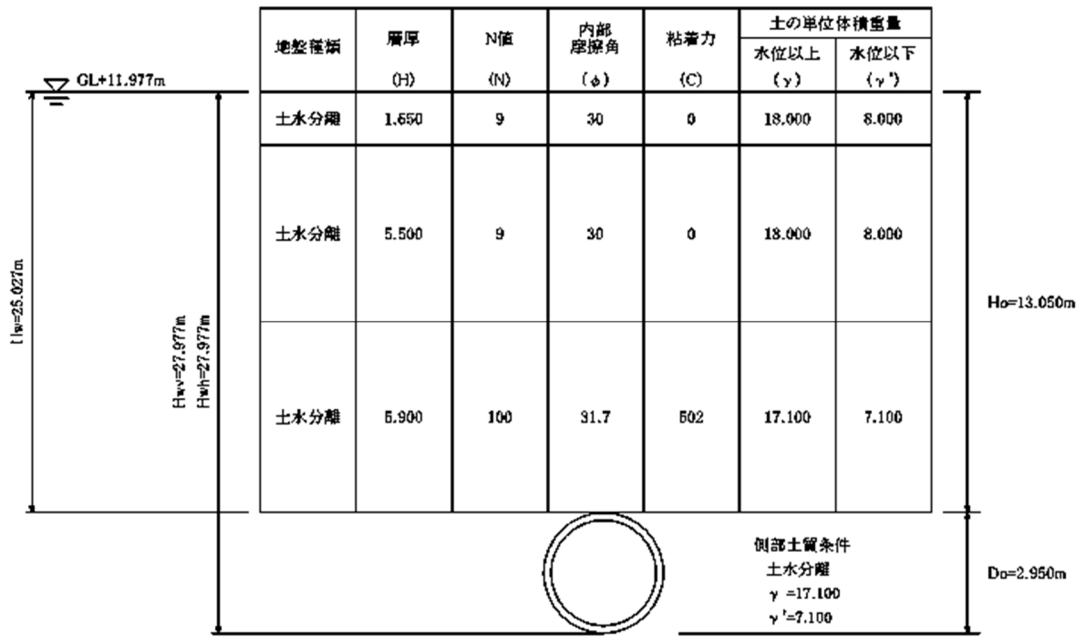 地盤種類 層厚 N値 内部摩擦角 粘着力 土の単位体積重量
水位以上 水位以下
(H) (N) (φ) (C) (γ) (γ')
GL+11.977m
土水分離 1.650 9 30 0 18.000 8.000
土水分離 5.500 9 30 0 18.000 8.000
土水分離 5.900 100 31.7 502 17.100 7.100
Hw=25.027m
Hwv=27.977m
Hwh=27.977m
Ho=13.050m
側部土質条件
土水分離
γ =17.100
γ'=7.100
Do=2.950m